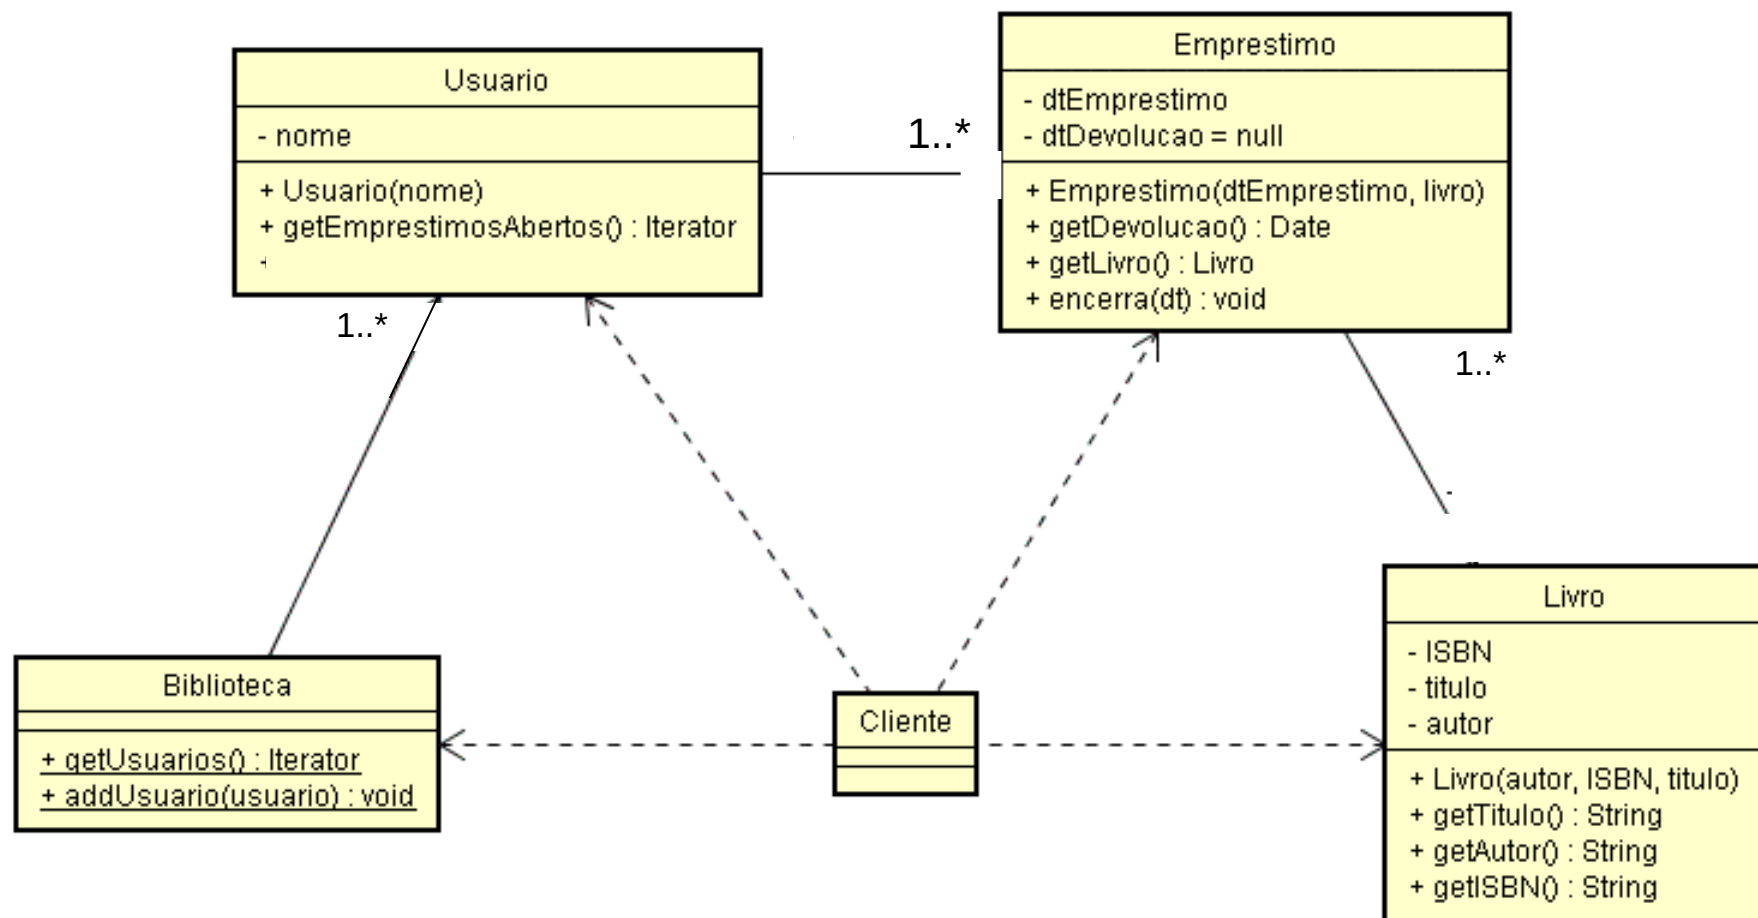 Usuario
- nome
+ Usuario(nome)
+ getEmprestimosAbertos() : Iterator
1..*
Emprestimo
- dtEmprestimo
- dtDevolucao = null
+ Emprestimo(dtEmprestimo, livro)
+ getDevolucao() : Date
+ getLivro() : Livro
+ encerra(dt) : void
1..*
1..*
Biblioteca
+ getUsuarios() : Iterator
+ addUsuario(usuario) : void
Cliente
Livro
- ISBN
- titulo
- autor
+ Livro(autor, ISBN, titulo)
+ getTitulo() : String
+ getAutor() : String
+ getISBN() : String